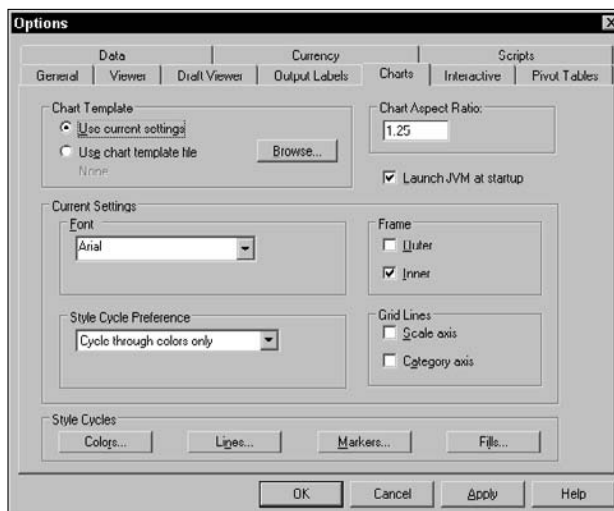 Options
Data Currency Scripts
General Viewer Draft Viewer Output Labels Charts Interactive Pivot Tables
Chart Template
Use current settings
Use chart template file
None
Browse...
Chart Aspect Ratio:
1.25
Launch JVM at startup
Current Settings
Font
Arial
Frame
Outer
Inner
Style Cycle Preference
Cycle through colors only
Grid Lines
Scale axis
Category axis
Style Cycles
Colors... Lines... Markers... Fills...
OK Cancel Apply Help